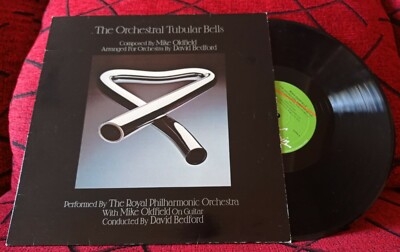 The Orchestral Tubular Bells
Composed By Mike Oldfield
Arranged For Orchestra By David Bedford
Performed By The Royal Philharmonic Orchestra
With Mike Oldfield On Guitar
Conducted By David Bedford